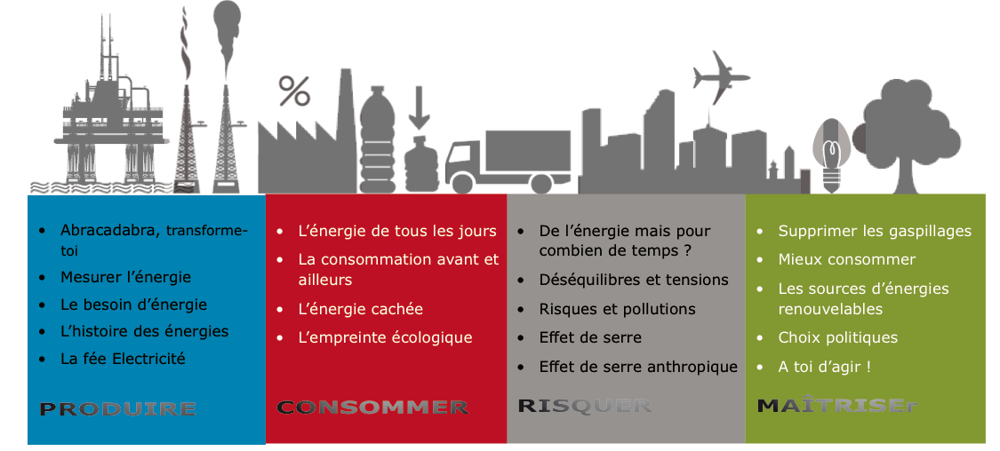 %
• Abracadabra, transforme-
toi
• Mesurer l’énergie
• Le besoin d’énergie
• L’histoire des énergies
• La fée Electricité
PRODUIRE
• L’énergie de tous les jours
• La consommation avant et
ailleurs
• L’énergie cachée
• L’empreinte écologique
CONSOMMER
• De l’énergie mais pour
combien de temps ?
• Déséquilibres et tensions
• Risques et pollutions
• Effet de serre
• Effet de serre anthropique
RISQUER
• Supprimer les gaspillages
• Mieux consommer
• Les sources d’énergies
renouvelables
• Choix politiques
• A toi d’agir !
MAÎTRISEr